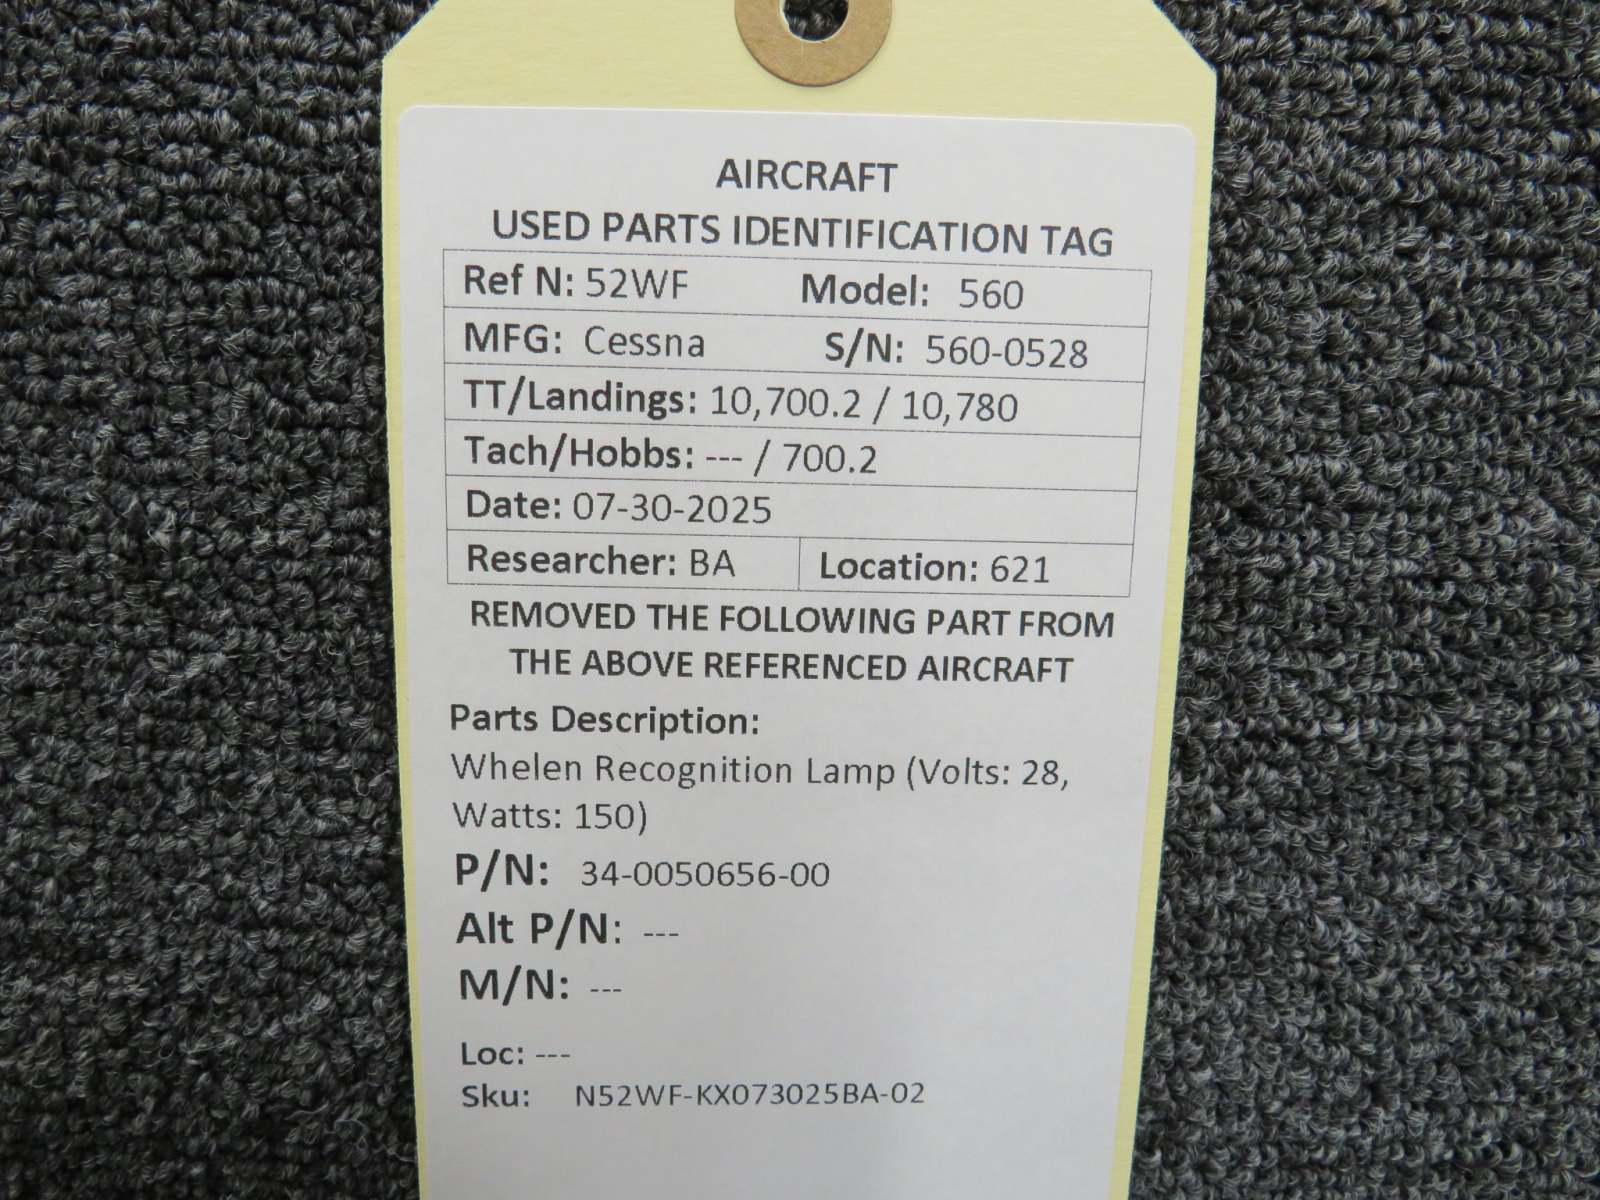 AIRCRAFT
USED PARTS IDENTIFICATION TAG
Ref N: 52WF Model: 560
MFG: Cessna S/N: 560-0528
TT/Landings: 10,700.2 / 10,780
Tach/Hobbs: --- / 700.2
Date: 07-30-2025
Researcher: BA Location: 621
REMOVED THE FOLLOWING PART FROM
THE ABOVE REFERENCED AIRCRAFT
Parts Description:
Whelen Recognition Lamp (Volts: 28,
Watts: 150)
P/N: 34-0050656-00
Alt P/N: ---
M/N: ---
Loc: ---
Sku: N52WF-KX073025BA-02